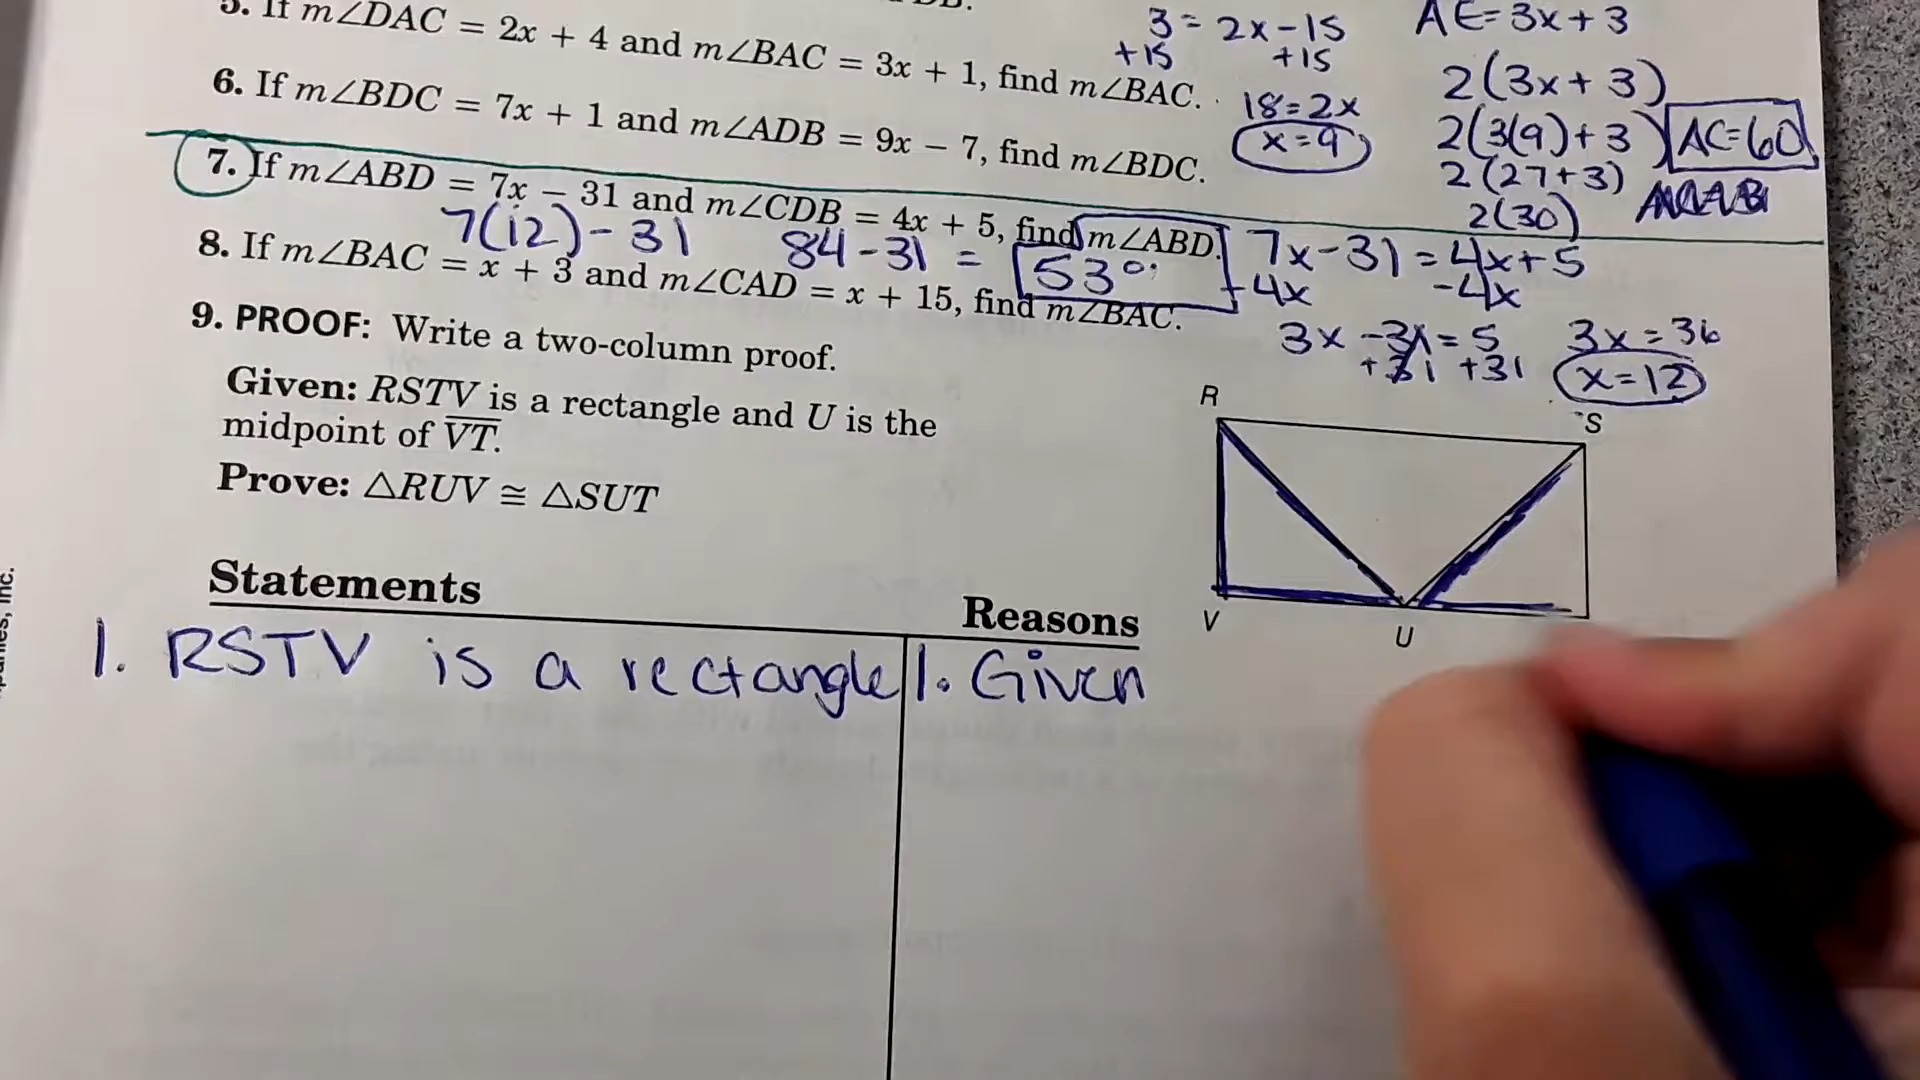 5. If m∠DAC = 2x + 4 and m∠BAC = 3x + 1, find m∠BAC.
6. If m∠BDC = 7x + 1 and m∠ADB = 9x − 7, find m∠BDC.
7. If m∠ABD = 7x − 31 and m∠CDB = 4x + 5, find m∠ABD.
7(12) - 31 84 - 31 = 53°
8. If m∠BAC = x + 3 and m∠CAD = x + 15, find m∠BAC.
9. PROOF: Write a two-column proof.
Given: RSTV is a rectangle and U is the
midpoint of V̅T̅.
Prove: △RUV ≅ △SUT
3 = 2x - 15
+15 +15
18 = 2x
x = 9
AE = 3x + 3
2(3x + 3)
2(3(9) + 3)
AC = 60
2(27 + 3)
2(30)
7x - 31 = 4x + 5
-4x -4x
3x - 31 = 5
+31 +31
3x = 36
x = 12
R
S
V
U
Statements
Reasons
1. RSTV is a rectangle
1. Given